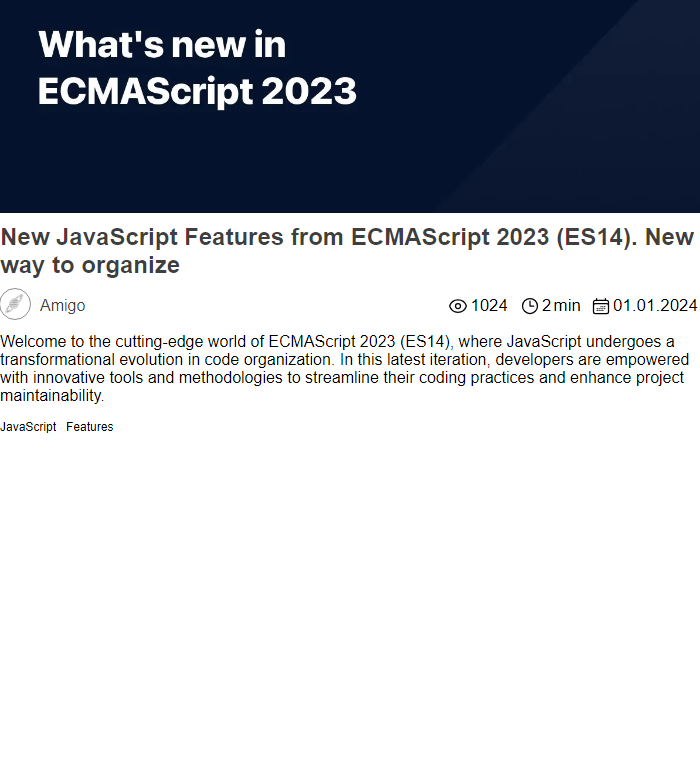 What's new in
ECMAScript 2023
New JavaScript Features from ECMAScript 2023 (ES14). New
way to organize
Amigo 1024 2 min 01.01.2024
Welcome to the cutting-edge world of ECMAScript 2023 (ES14), where JavaScript undergoes a
transformational evolution in code organization. In this latest iteration, developers are empowered
with innovative tools and methodologies to streamline their coding practices and enhance project
maintainability.
JavaScript Features